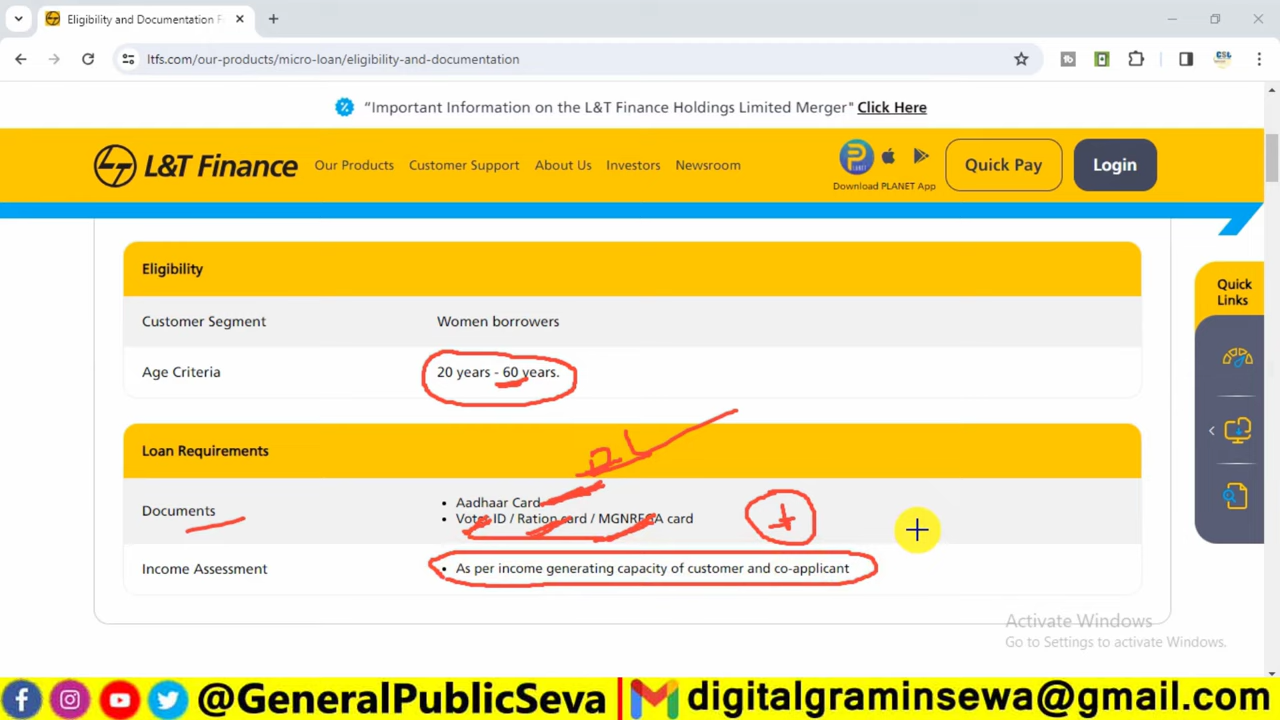 Eligibility and Documentation F
ltfs.com/our-products/micro-loan/eligibility-and-documentation
CSL
“Important Information on the L&T Finance Holdings Limited Merger" Click Here
L&T Finance
Our Products
Customer Support
About Us
Investors
Newsroom
Download PLANET App
Quick Pay
Login
Quick
Links
Eligibility
Customer Segment
Women borrowers
Age Criteria
20 years - 60 years.
Loan Requirements
DL
Documents
Aadhaar Card
Voter ID / Ration card / MGNREGA card
+
Income Assessment
As per income generating capacity of customer and co-applicant
Activate Windows
Go to Settings to activate Windows.
@GeneralPublicSeva
digitalgraminsewa@gmail.com